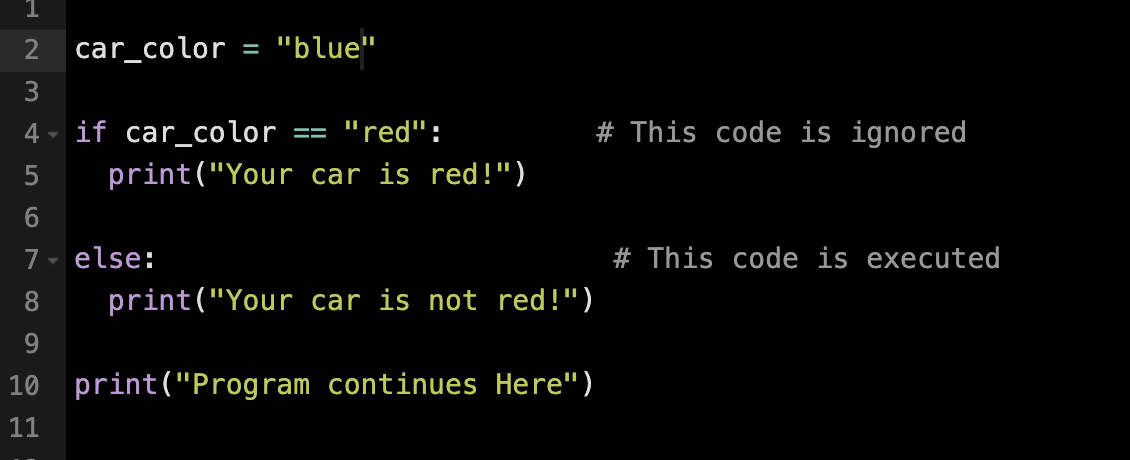 1
2 car_color = "blue"
3
4 if car_color == "red": # This code is ignored
5 print("Your car is red!")
6
7 else: # This code is executed
8 print("Your car is not red!")
9
10 print("Program continues Here")
11